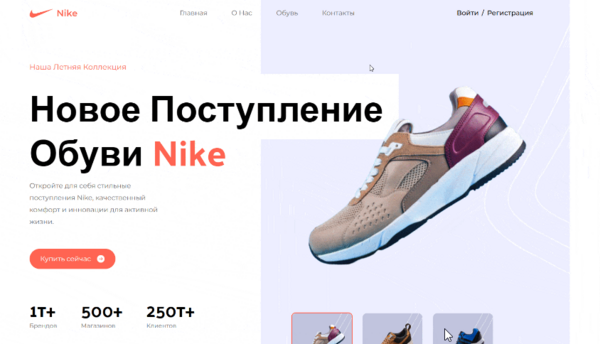 Nike
Главная
О Нас
Обувь
Контакты
Войти / Регистрация
Наша Летняя Коллекция
Новое Поступление
Обуви Nike
Откройте для себя стильные
поступления Nike, качественный
комфорт и инновации для активной
жизни.
Купить сейчас
1T+
500+
250T+
Брендов
Магазинов
Клиентов